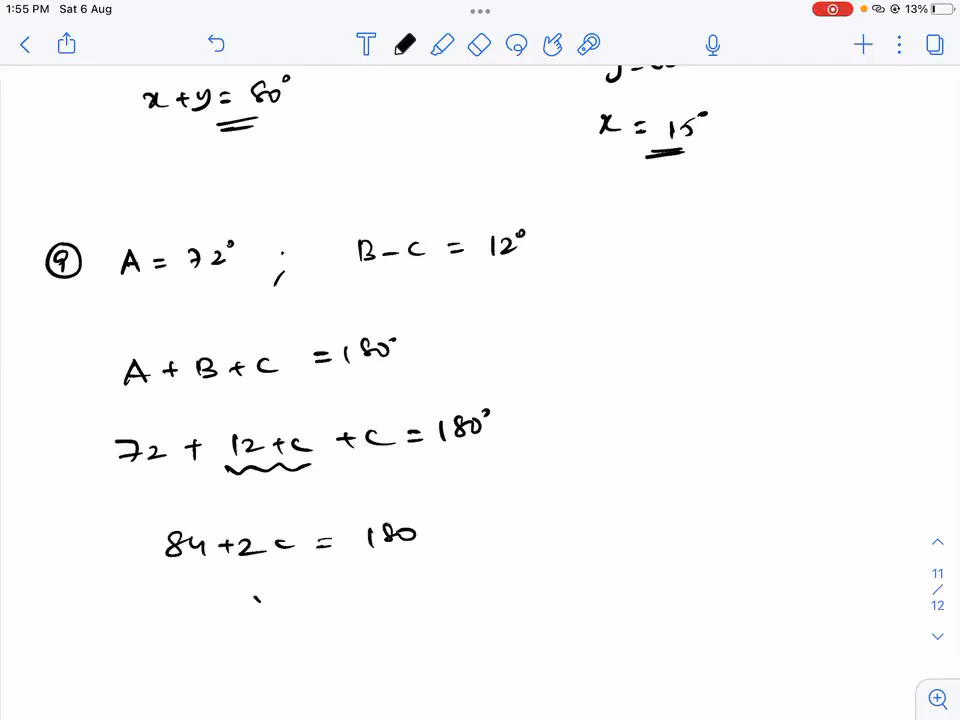 1:55 PM Sat 6 Aug
13%
T
x + y = 80°
x = 15°
9 A = 72° ; B - C = 12°
A + B + C = 180°
72 + 12 + C + C = 180°
84 + 2C = 180
11
/
12